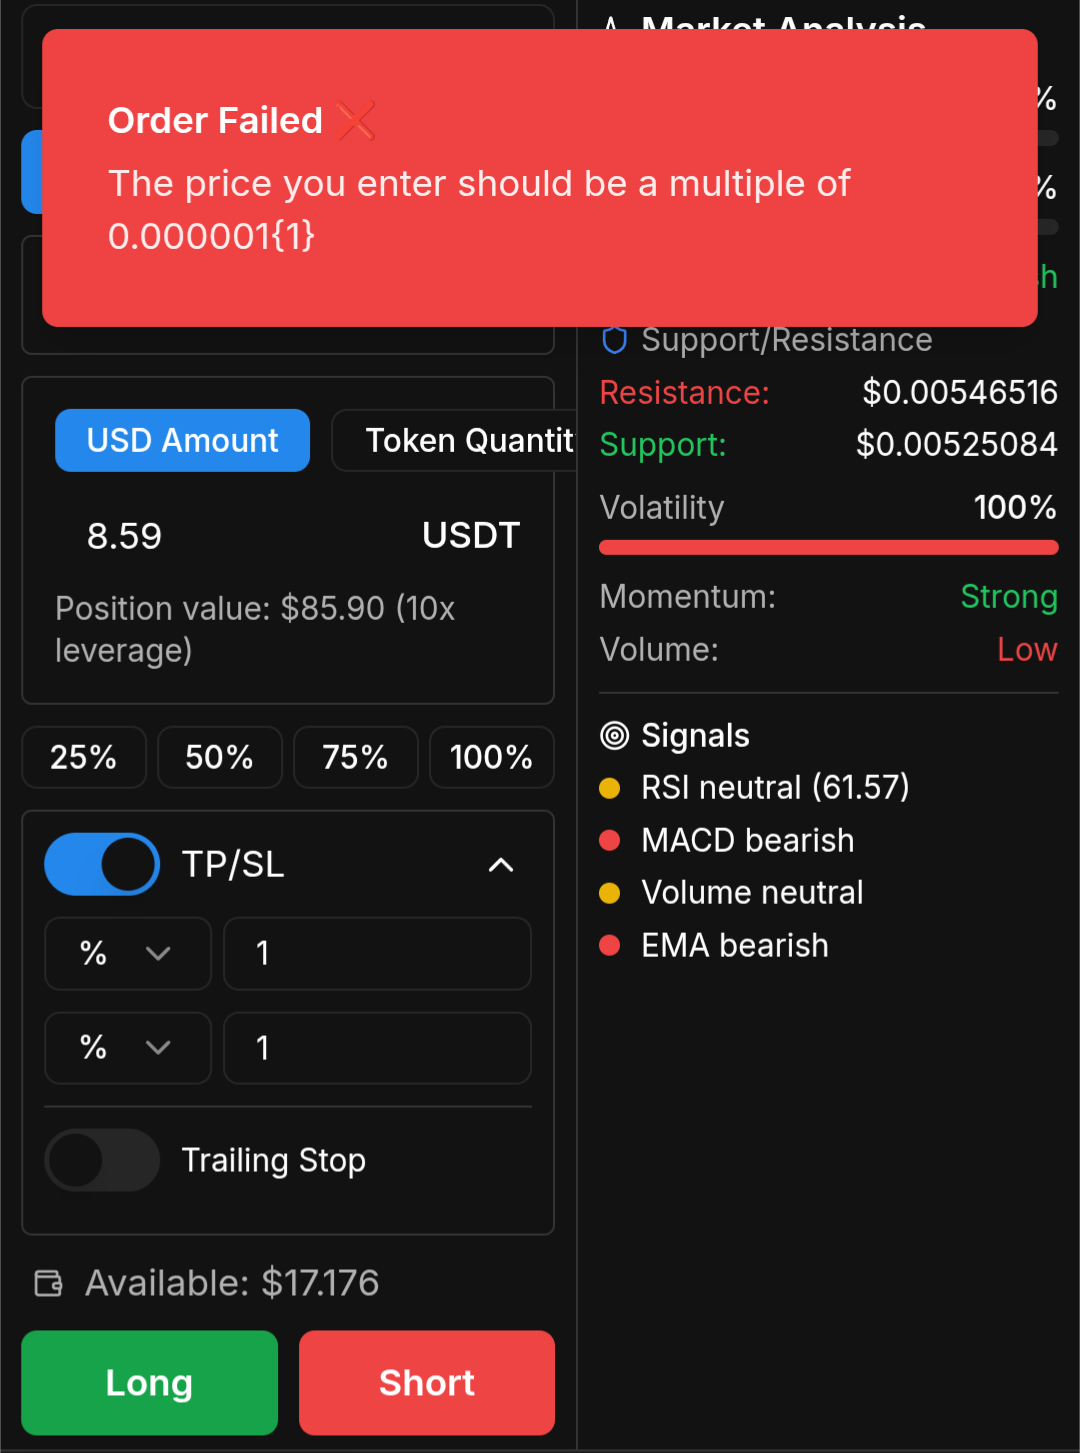 Order Failed ❌
The price you enter should be a multiple of
0.000001{1}
USD Amount
Token Quantit
8.59
USDT
Position value: $85.90 (10x
leverage)
25%
50%
75%
100%
TP/SL
%
1
%
1
Trailing Stop
Available: $17.176
Long
Short
Market Analysis
%
%
sh
Support/Resistance
Resistance:
$0.00546516
Support:
$0.00525084
Volatility
100%
Momentum:
Strong
Volume:
Low
Signals
RSI neutral (61.57)
MACD bearish
Volume neutral
EMA bearish